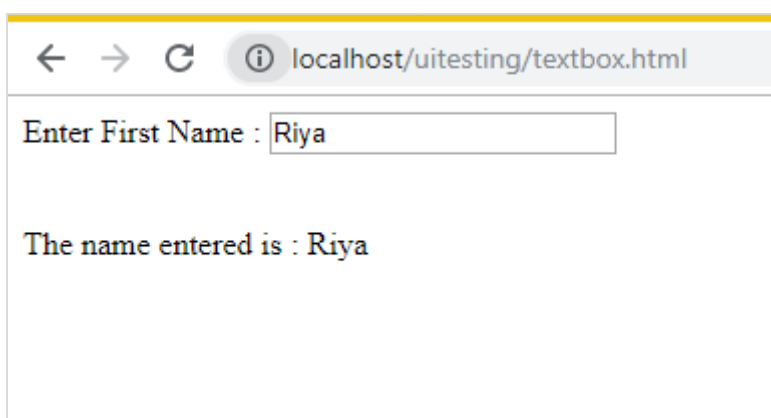 localhost/uitesting/textbox.html
Enter First Name : Riya
The name entered is : Riya